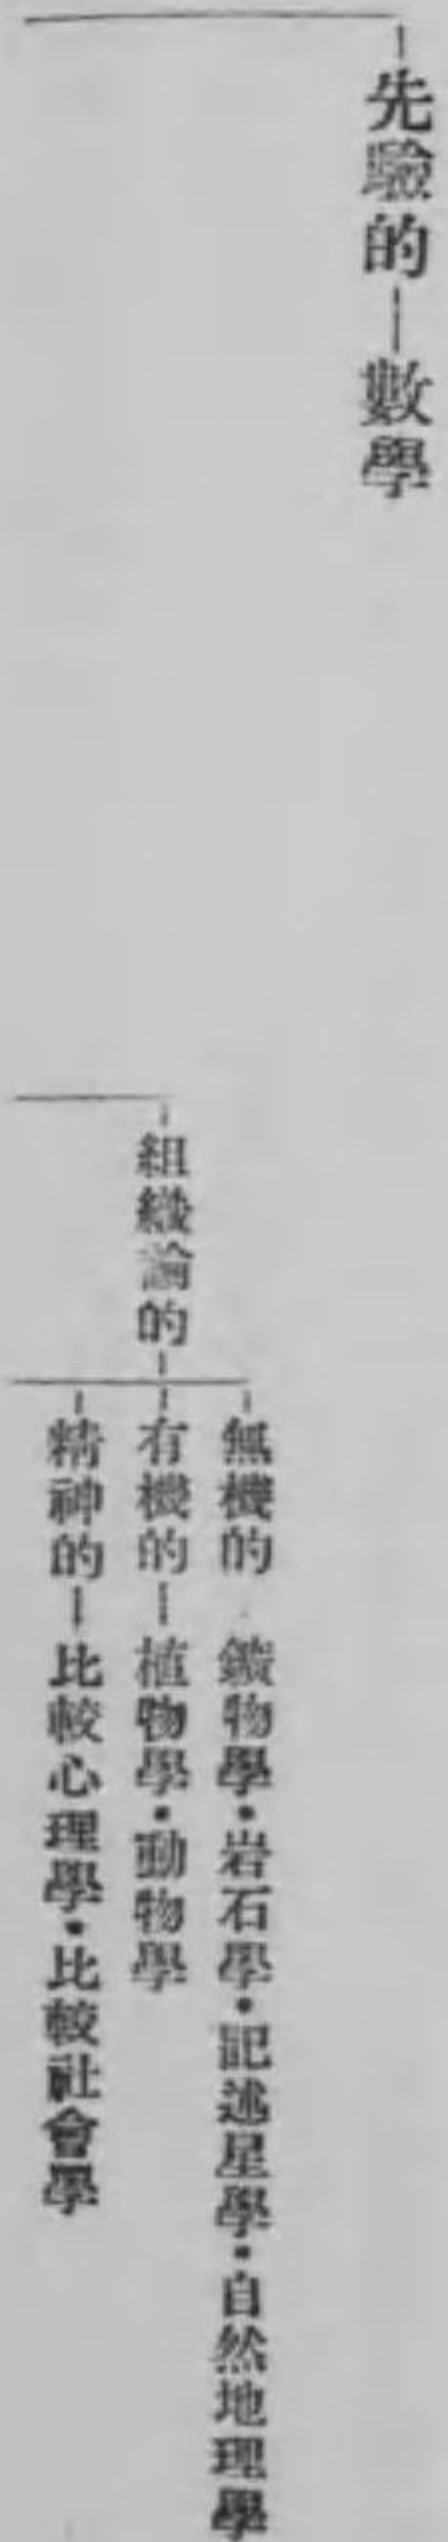 先驗的―數學
組織論的
無機的 鑛物學・岩石學・記述星學・自然地理學
有機的―植物學・動物學
精神的―比較心理學・比較社會學